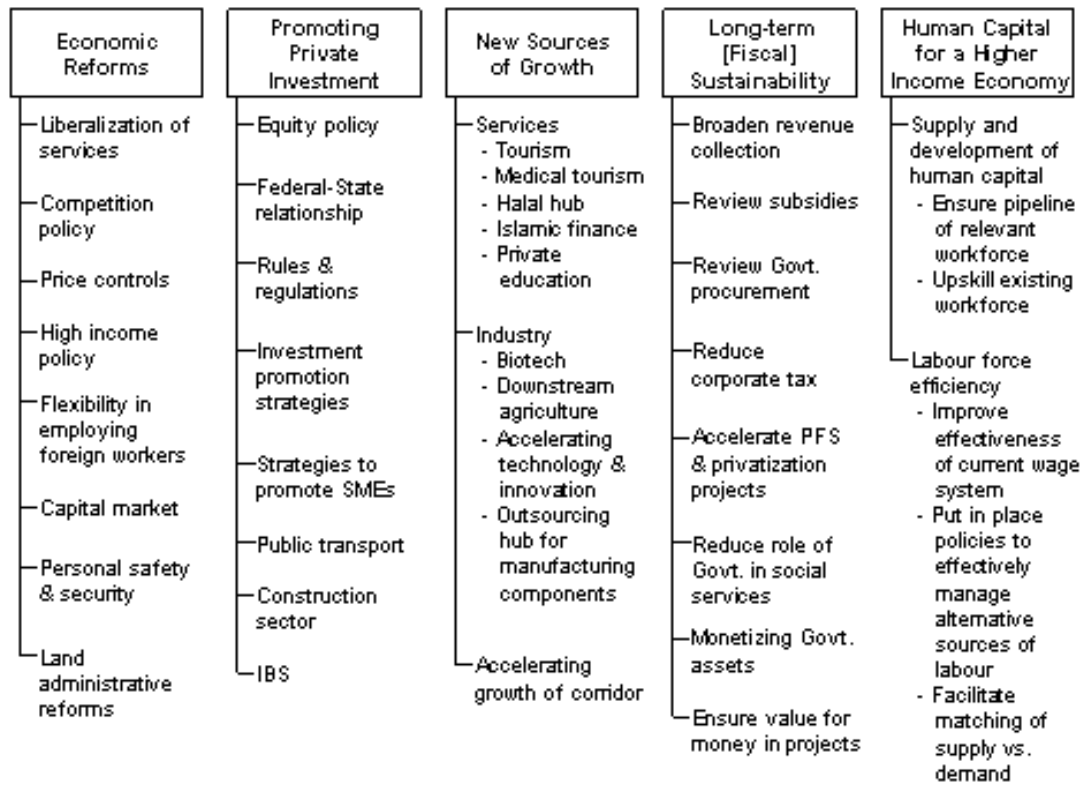 Economic
Reforms
Liberalization of
services
Competition
policy
Price controls
High income
policy
Flexibility in
employing
foreign workers
Capital market
Personal safety
& security
Land
administrative
reforms
Promoting
Private
Investment
Equity policy
Federal-State
relationship
Rules &
regulations
Investment
promotion
strategies
Strategies to
promote SMEs
Public transport
Construction
sector
IBS
New Sources
of Growth
Services
- Tourism
- Medical tourism
- Halal hub
- Islamic finance
- Private
education
Industry
- Biotech
- Downstream
agriculture
- Accelerating
technology &
innovation
- Outsourcing
hub for
manufacturing
components
Accelerating
growth of corridor
Long-term
[Fiscal]
Sustainability
Broaden revenue
collection
Review subsidies
Review Govt.
procurement
Reduce
corporate tax
Accelerate PFS
& privatization
projects
Reduce role of
Govt. in social
services
Monetizing Govt.
assets
Ensure value for
money in projects
Human Capital
for a Higher
Income Economy
Supply and
development of
human capital
- Ensure pipeline
of relevant
workforce
- Upskill existing
workforce
Labour force
efficiency
- Improve
effectiveness
of current wage
system
- Put in place
policies to
effectively
manage
alternative
sources of
labour
- Facilitate
matching of
supply vs.
demand